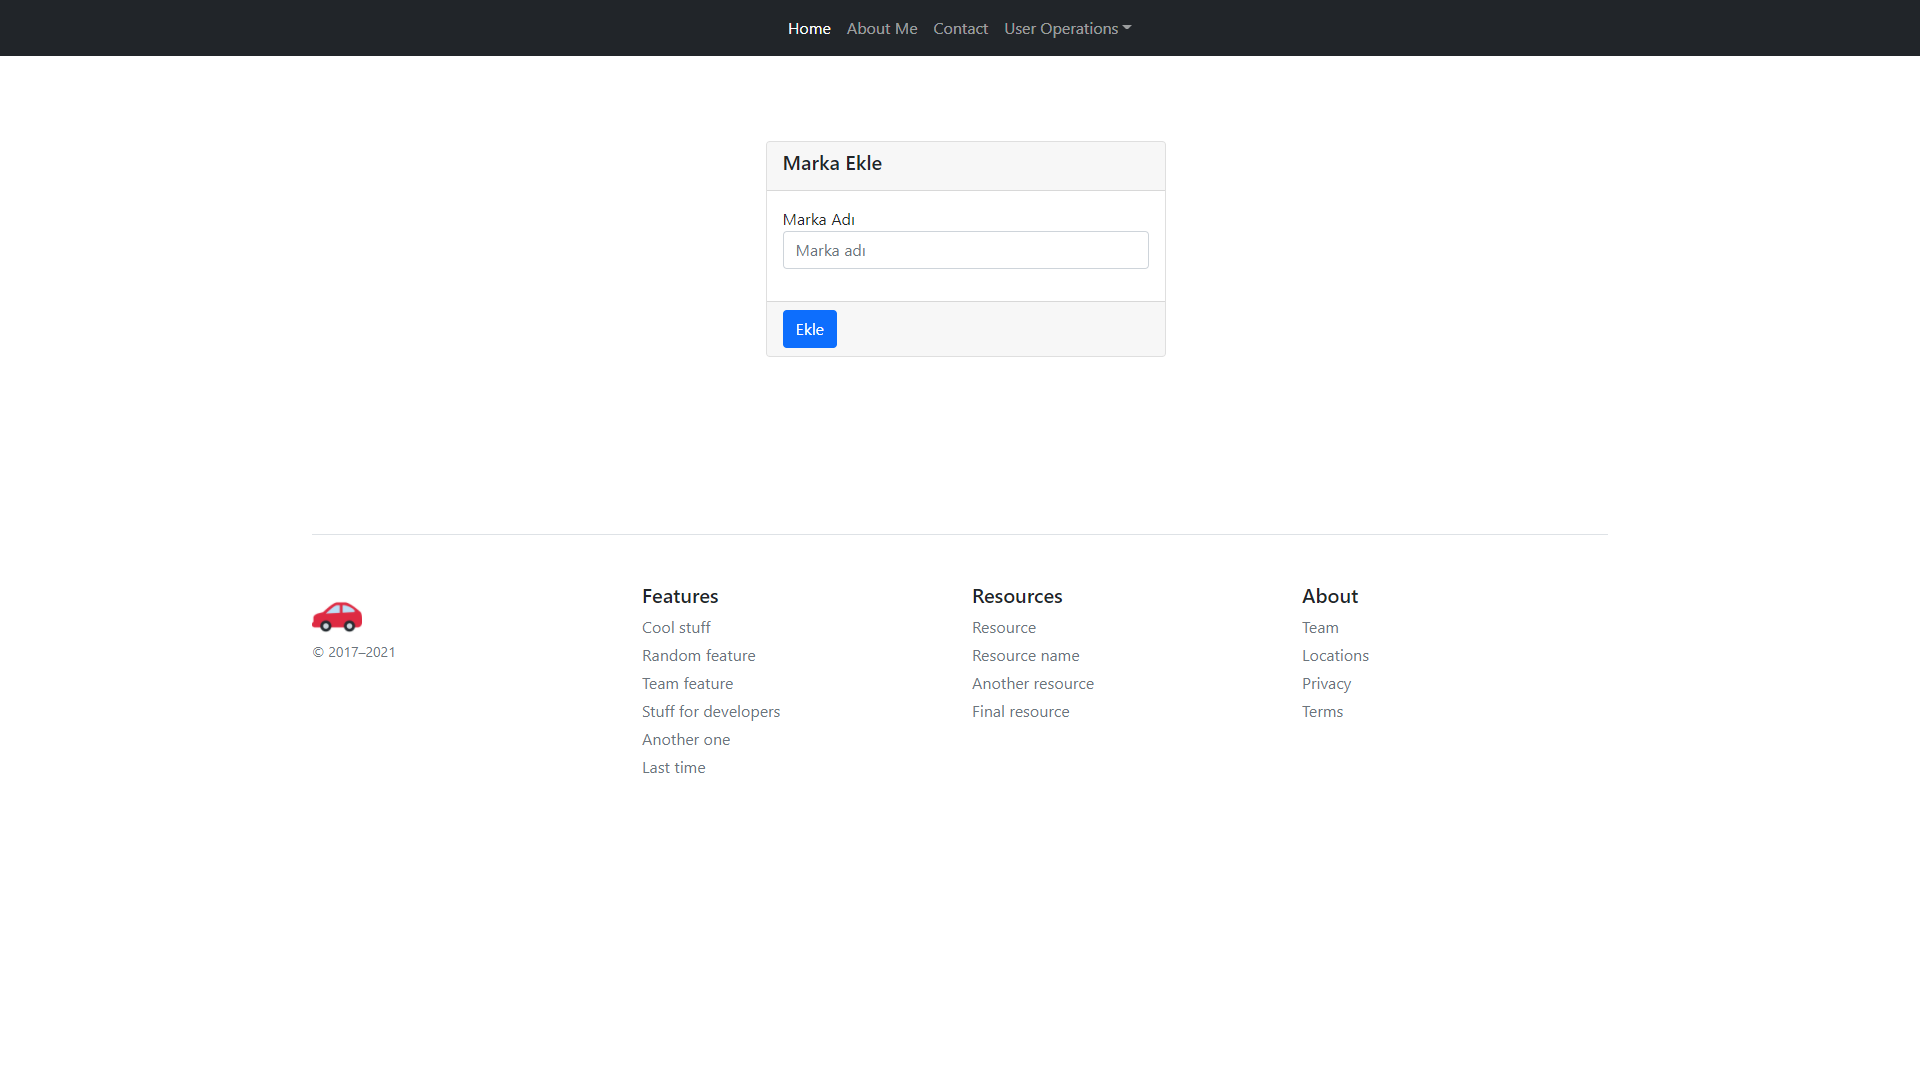 Home About Me Contact User Operations
Marka Ekle
Marka Adı
Marka adı
Ekle
© 2017–2021
Features
Cool stuff
Random feature
Team feature
Stuff for developers
Another one
Last time
Resources
Resource
Resource name
Another resource
Final resource
About
Team
Locations
Privacy
Terms